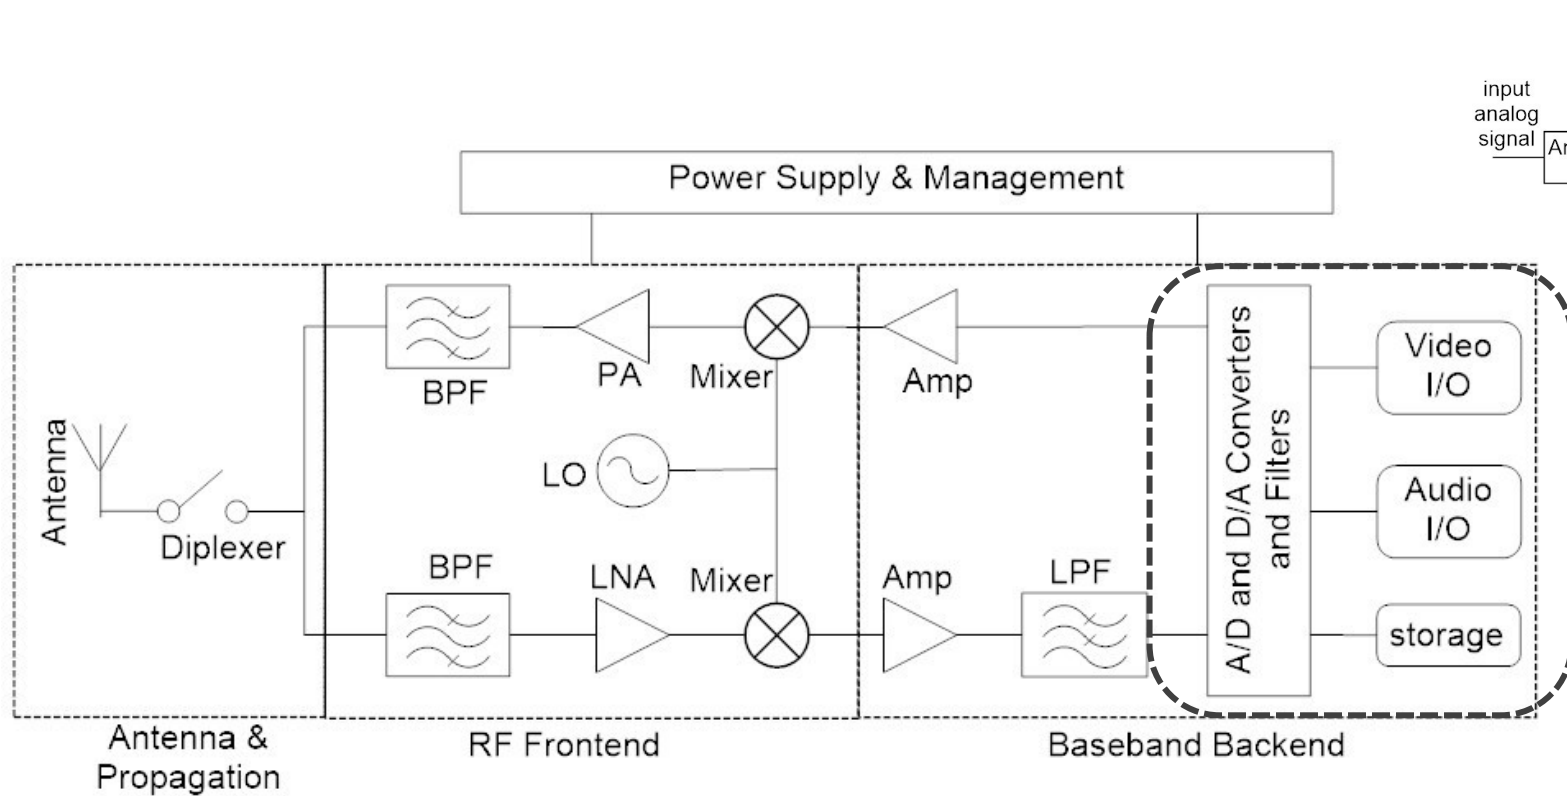 input
analog
signal
Ar
Power Supply & Management
BPF
PA
Mixer
Amp
Video
I/O
Antenna
Diplexer
LO
A/D and D/A Converters
and Filters
Audio
I/O
BPF
LNA
Mixer
Amp
LPF
storage
Antenna &
Propagation
RF Frontend
Baseband Backend